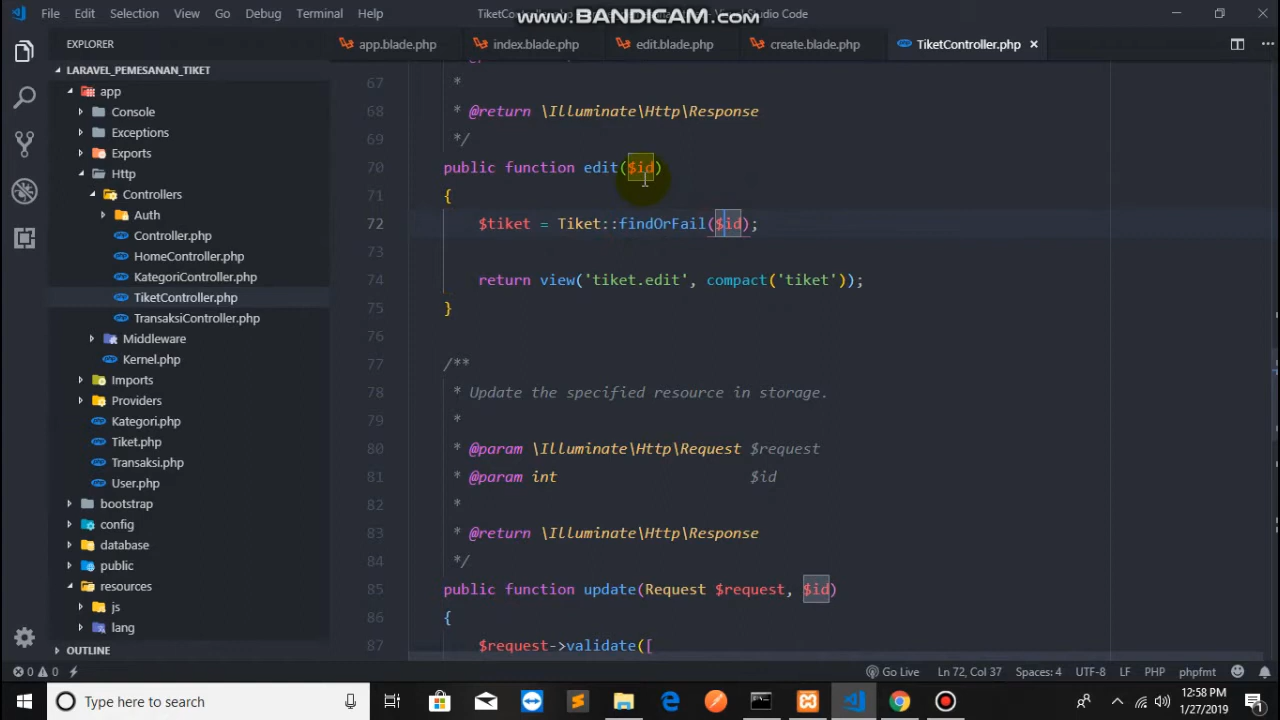 File Edit Selection View Go Debug Terminal Help
www.BANDICAM.com
EXPLORER
app.blade.php index.blade.php edit.blade.php create.blade.php TiketController.php
LARAVEL_PEMESANAN_TIKET
app
Console
Exceptions
Exports
Http
Controllers
Auth
Controller.php
HomeController.php
KategoriController.php
TiketController.php
TransaksiController.php
Middleware
Kernel.php
Imports
Providers
Kategori.php
Tiket.php
Transaksi.php
User.php
bootstrap
config
database
public
resources
js
lang
OUTLINE
67 *
68 * @return \Illuminate\Http\Response
69 */
70 public function edit($id)
71 {
72 $tiket = Tiket::findOrFail($id);
73
74 return view('tiket.edit', compact('tiket'));
75 }
76
77 /**
78 * Update the specified resource in storage.
79 *
80 * @param \Illuminate\Http\Request $request
81 * @param int $id
82 *
83 * @return \Illuminate\Http\Response
84 */
85 public function update(Request $request, $id)
86 {
87 $request->validate([
0 0 Go Live Ln 72, Col 37 Spaces: 4 UTF-8 LF PHP phpfmt
Type here to search
12:58 PM
1/27/2019